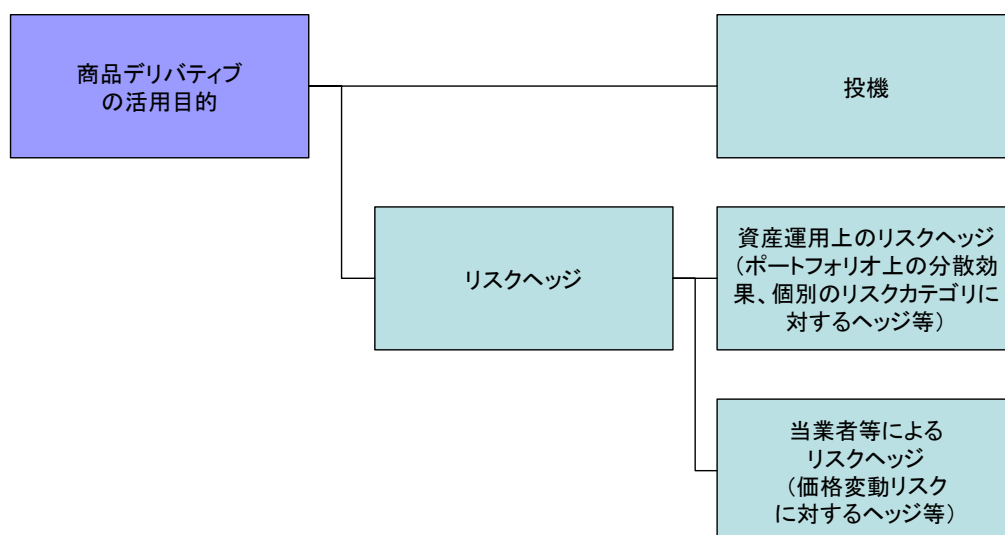 商品デリバティブ
の活用目的
投機
リスクヘッジ
資産運用上のリスクヘッジ
（ポートフォリオ上の分散効
果、個別のリスクカテゴリに
対するヘッジ等）
当業者等による
リスクヘッジ
（価格変動リスク
に対するヘッジ等）